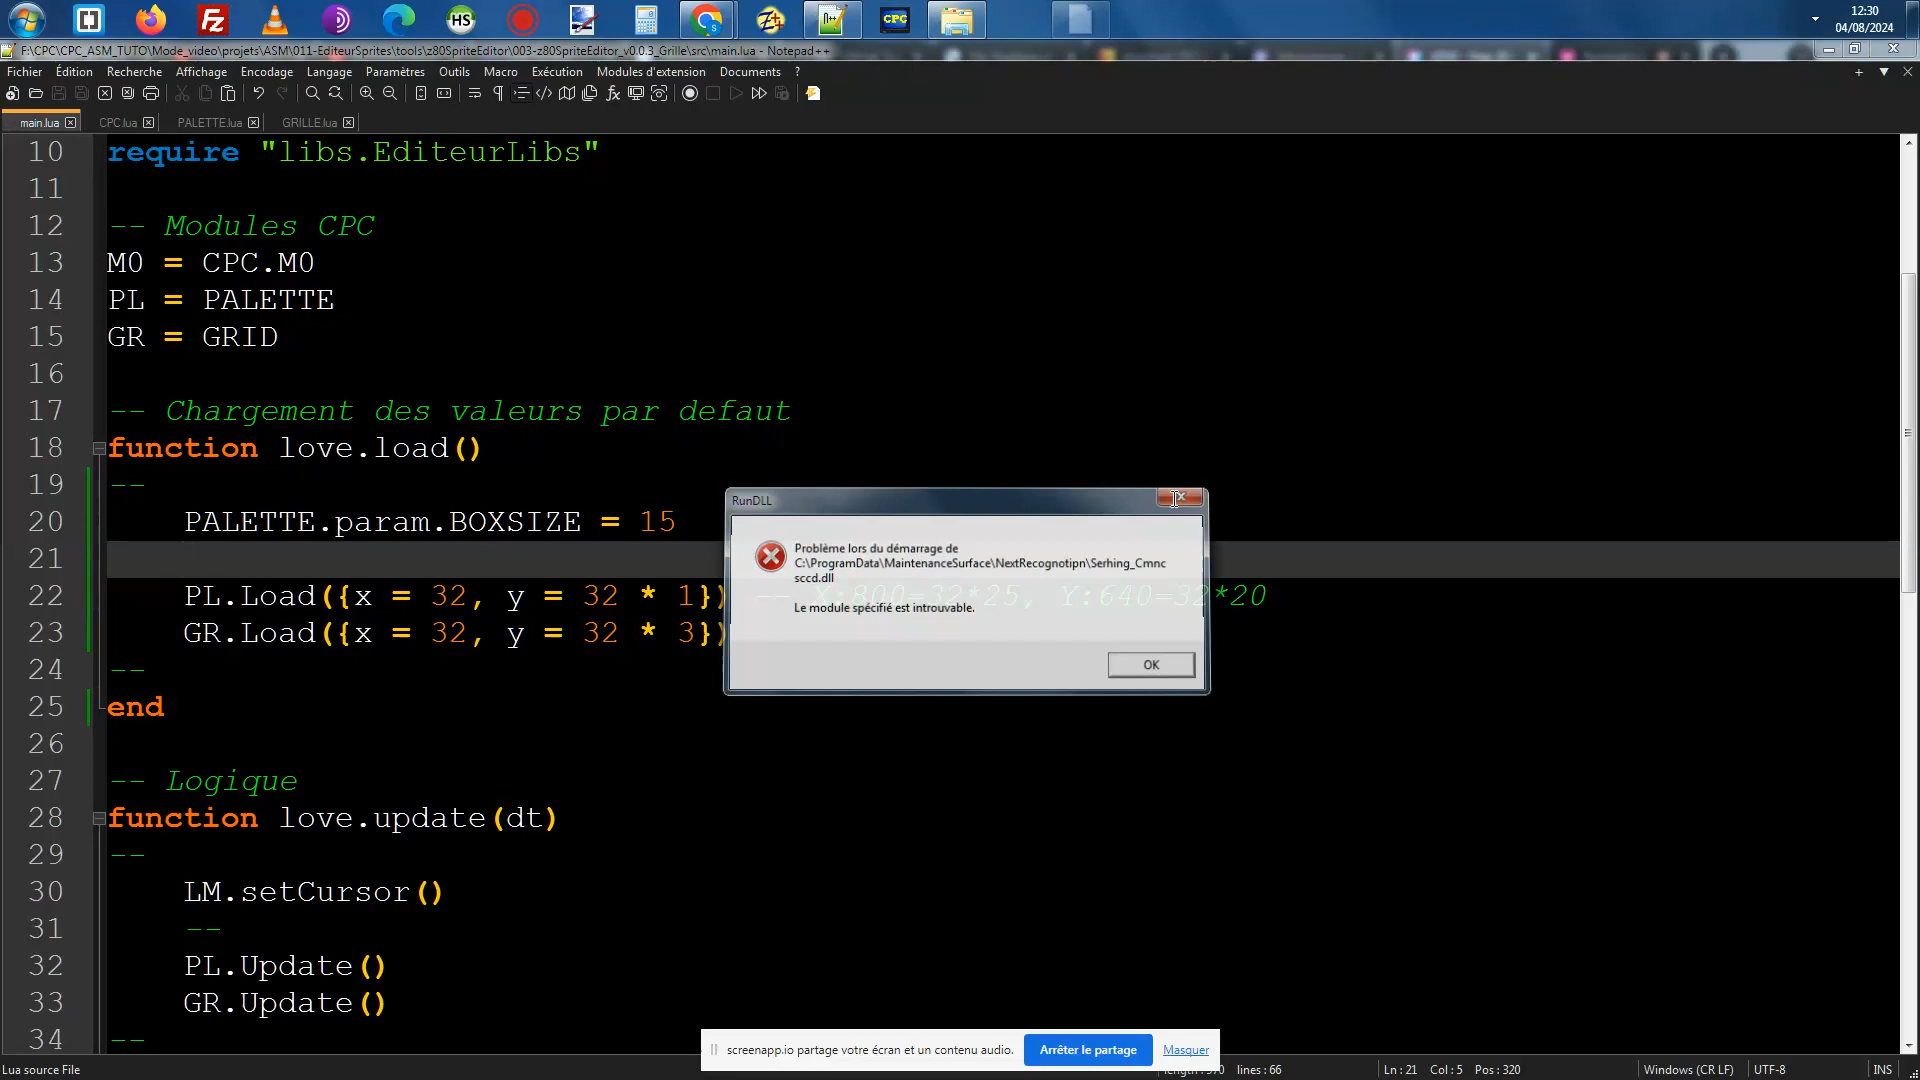 HS
CPC
12:30
04/08/2024
F:\CPC\CPC_ASM_TUTO\Mode_video\projets\ASM\011-EditeurSprites\tools\z80SpriteEditor\003-z80SpriteEditor_v0.0.3_Grille\src\main.lua - Notepad++
Fichier Édition Recherche Affichage Encodage Langage Paramètres Outils Macro Exécution Modules d'extension Documents ?
main.lua CPC.lua PALETTE.lua GRILLE.lua
10 require "libs.EditeurLibs"
11
12 -- Modules CPC
13 M0 = CPC.M0
14 PL = PALETTE
15 GR = GRID
16
17 -- Chargement des valeurs par defaut
18 function love.load()
19 --
20 PALETTE.param.BOXSIZE = 15
21
22 PL.Load({x = 32, y = 32 * 1}) -- X:800=32*25, Y:640=32*20
23 GR.Load({x = 32, y = 32 * 3})
24 --
25 end
26
27 -- Logique
28 function love.update(dt)
29 --
30 LM.setCursor()
31 --
32 PL.Update()
33 GR.Update()
34 --
RunDLL
Problème lors du démarrage de
C:\ProgramData\MaintenanceSurface\NextRecognotipn\Serhing_Cmnc
sccd.dll
Le module spécifié est introuvable.
OK
screenapp.io partage votre écran et un contenu audio. Arrêter le partage Masquer
Lua source File lines: 66 Ln: 21 Col: 5 Pos: 320 Windows (CR LF) UTF-8 INS